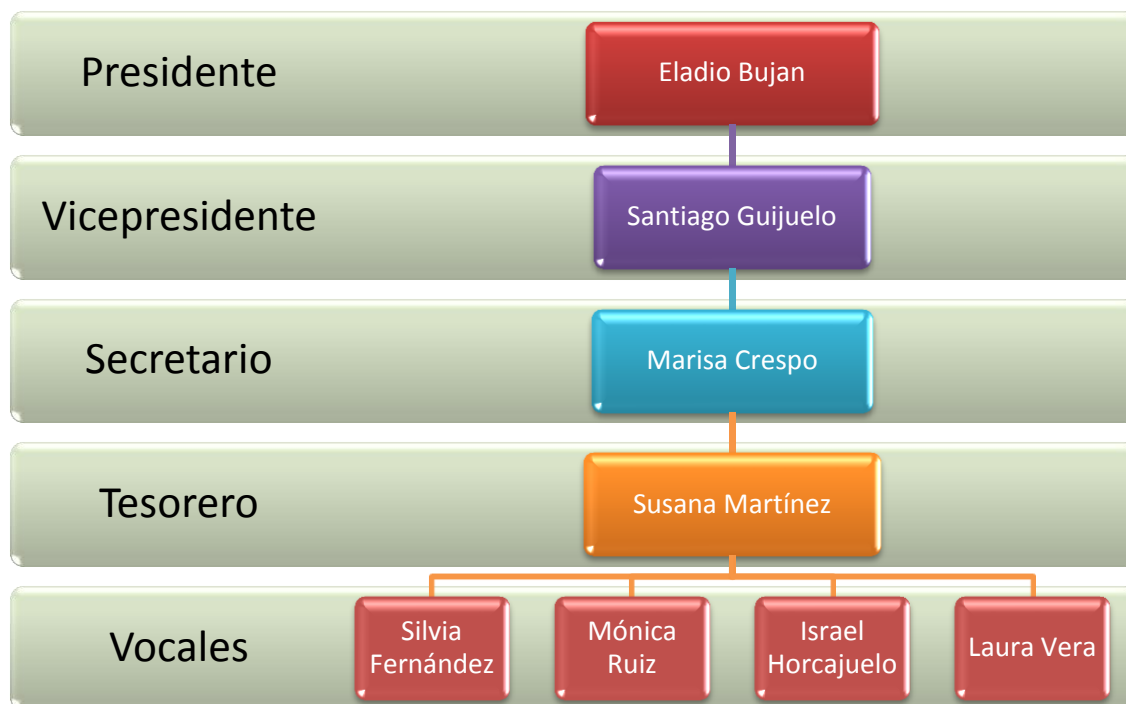 Presidente
Eladio Bujan
Vicepresidente
Santiago Guijuelo
Secretario
Marisa Crespo
Tesorero
Susana Martínez
Vocales
Silvia
Fernández
Mónica
Ruiz
Israel
Horcajuelo
Laura Vera